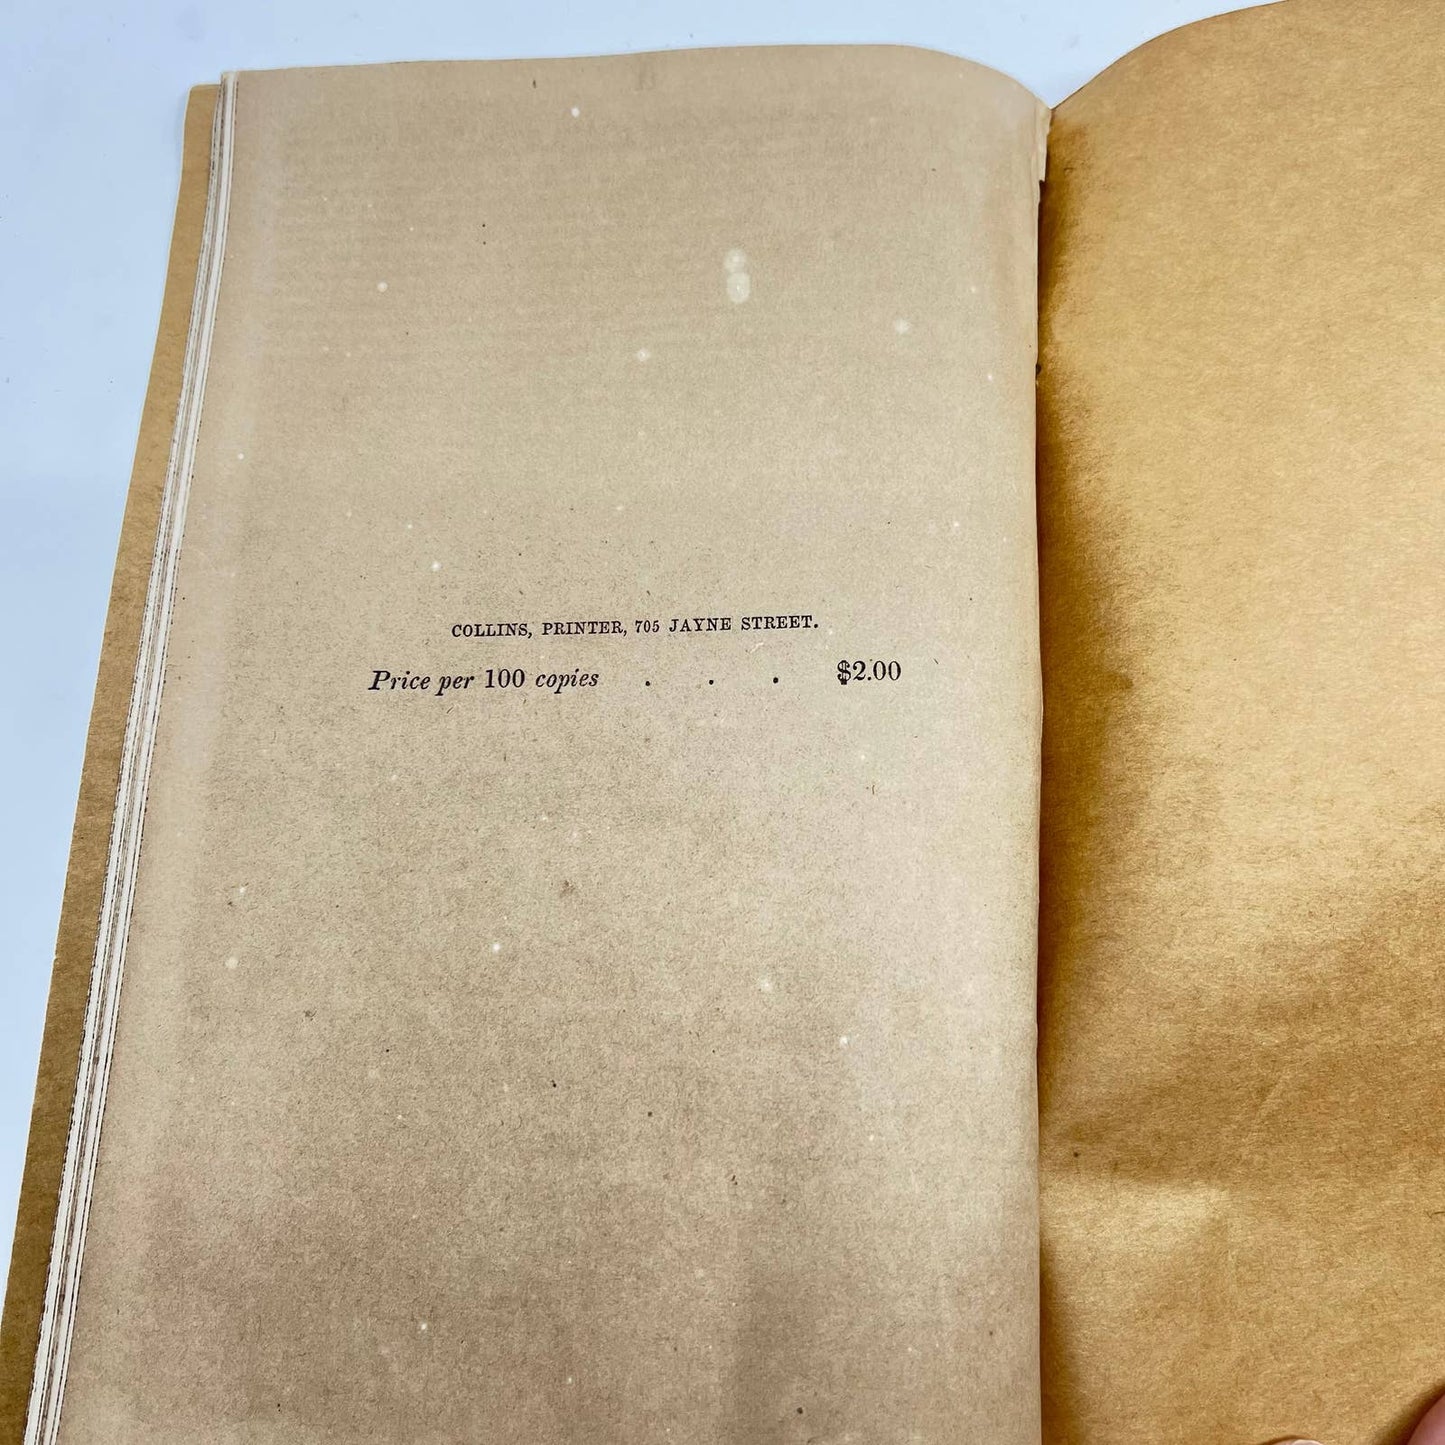 COLLINS, PRINTER, 705 JAYNE STREET.
Price per 100 copies . . . $2.00